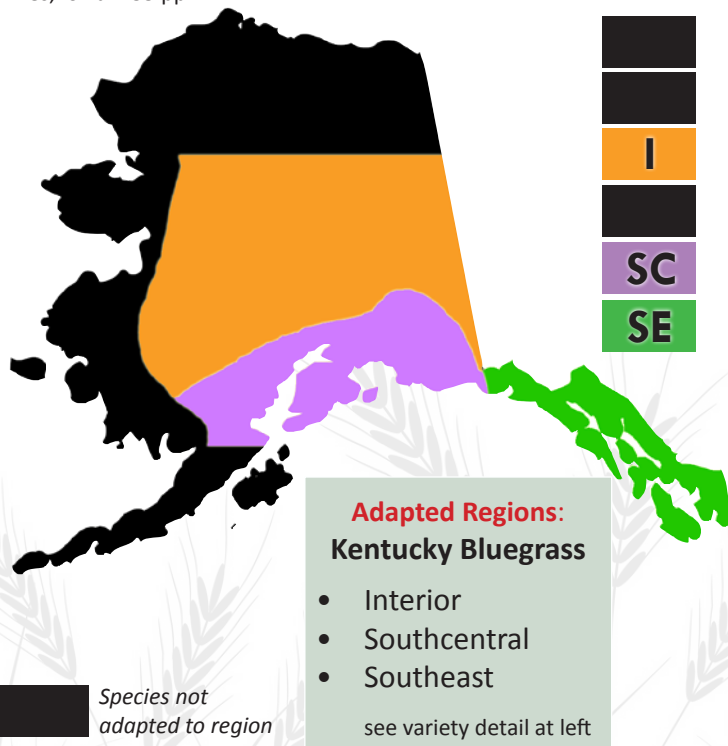 I
SC
SE
Adapted Regions:
Kentucky Bluegrass
• Interior
• Southcentral
• Southeast
see variety detail at left
Species not
adapted to region